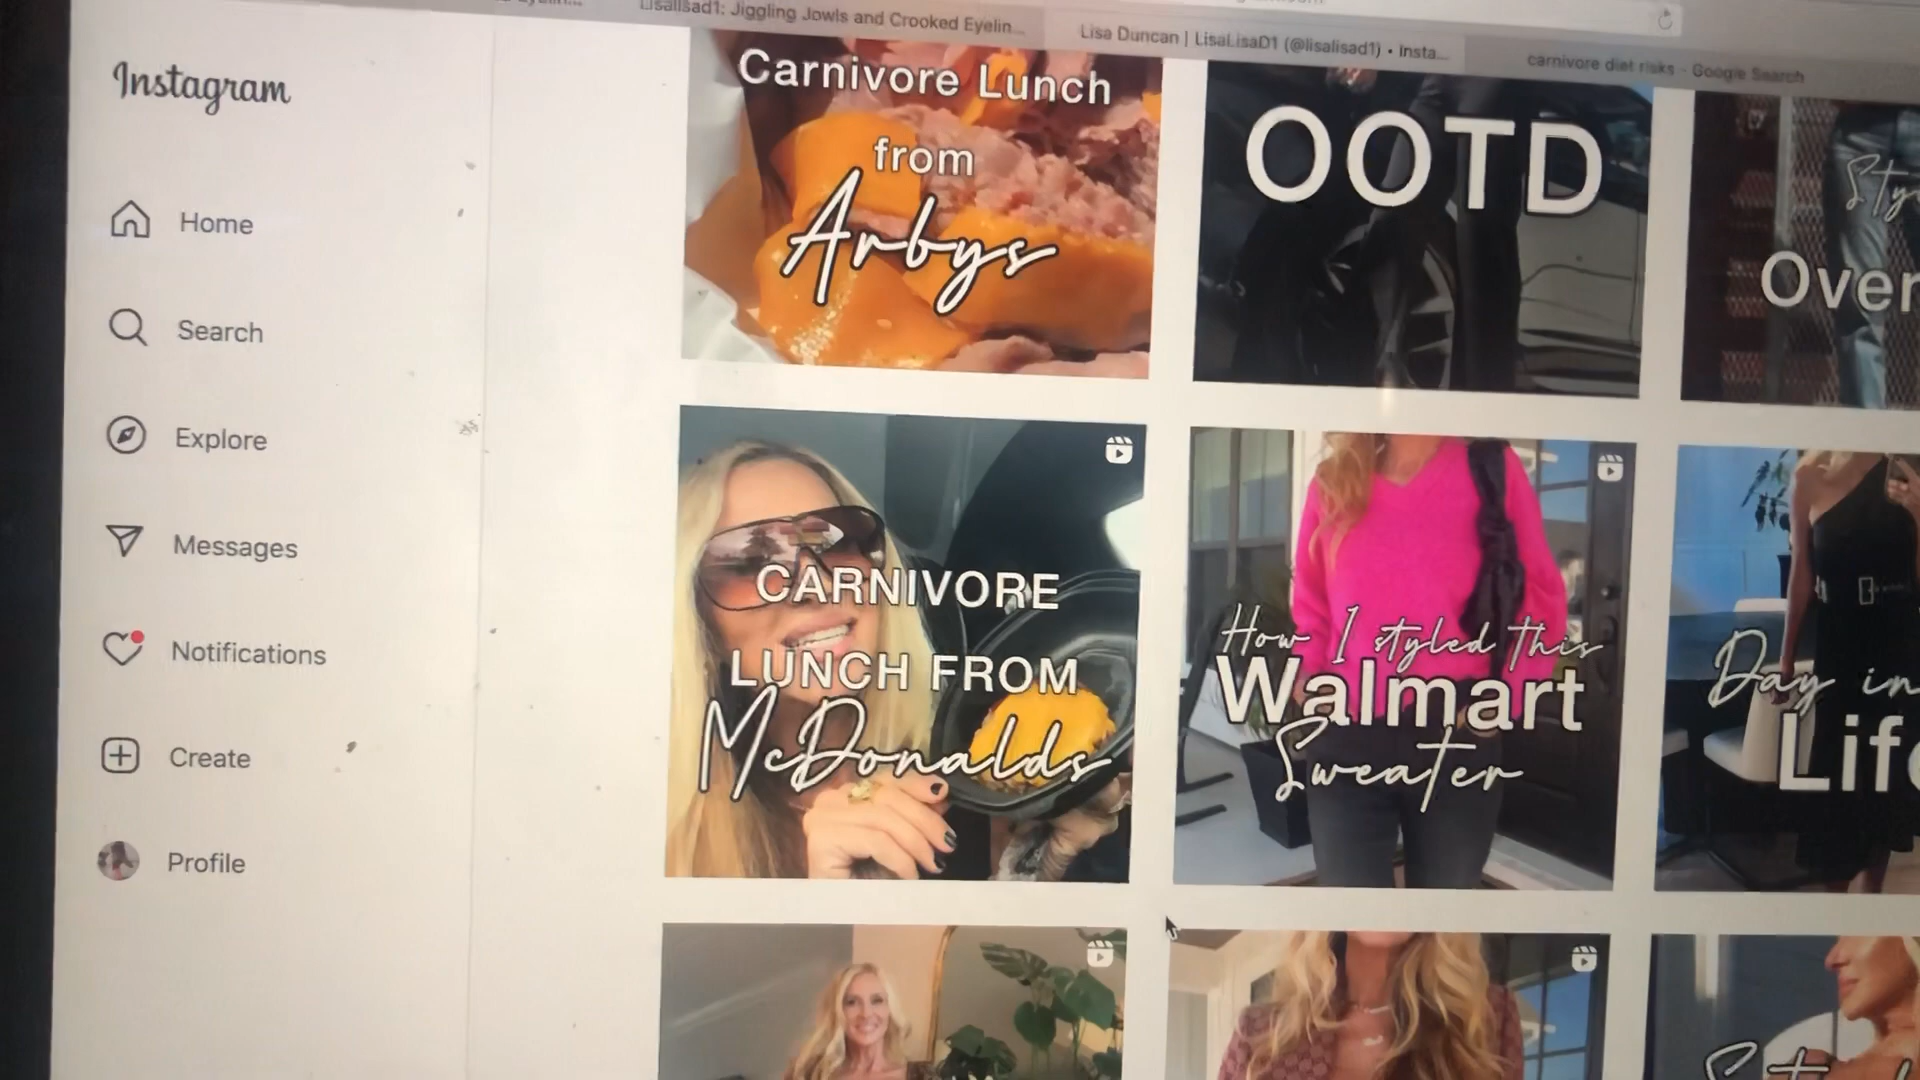 Lisalisad1: Jiggling Jowls and Crooked Eyelin...
Lisa Duncan | LisaLisaD1 (@lisalisad1) • Insta...
carnivore diet risks - Google Search
Instagram
Home
Search
Explore
Messages
Notifications
Create
Profile
Carnivore Lunch
from
Arbys
OOTD
Over
CARNIVORE
LUNCH FROM
McDonalds
How I styled this
Walmart
Sweater
Day in
Life